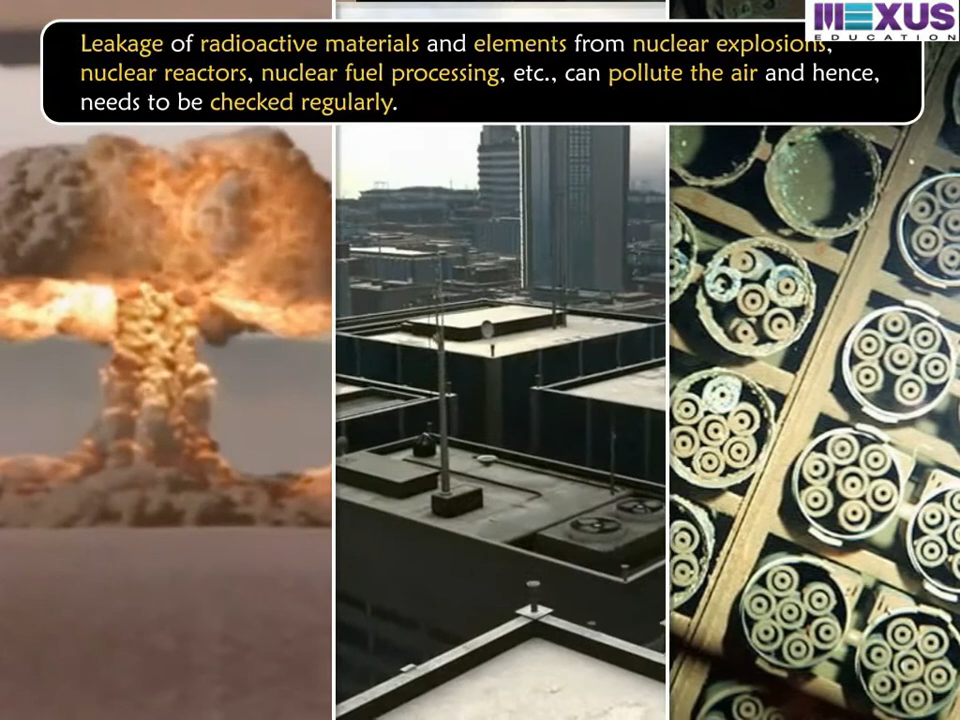 MEXUS
EDUCATION
Leakage of radioactive materials and elements from nuclear explosions,
nuclear reactors, nuclear fuel processing, etc., can pollute the air and hence,
needs to be checked regularly.